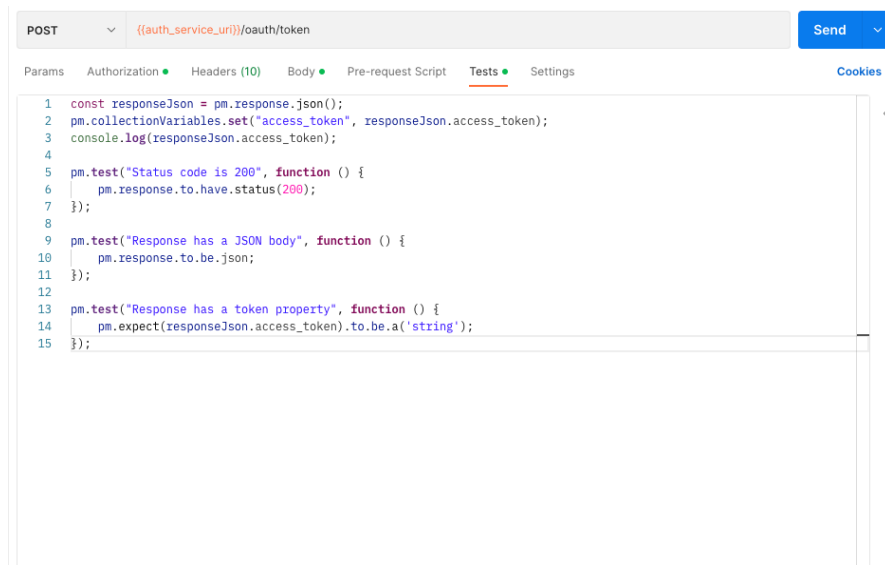 POST {{auth_service_uri}}/oauth/token Send
Params Authorization Headers (10) Body Pre-request Script Tests Settings Cookies
1 const responseJson = pm.response.json();
2 pm.collectionVariables.set("access_token", responseJson.access_token);
3 console.log(responseJson.access_token);
4
5 pm.test("Status code is 200", function () {
6 pm.response.to.have.status(200);
7 });
8
9 pm.test("Response has a JSON body", function () {
10 pm.response.to.be.json;
11 });
12
13 pm.test("Response has a token property", function () {
14 pm.expect(responseJson.access_token).to.be.a('string');
15 });